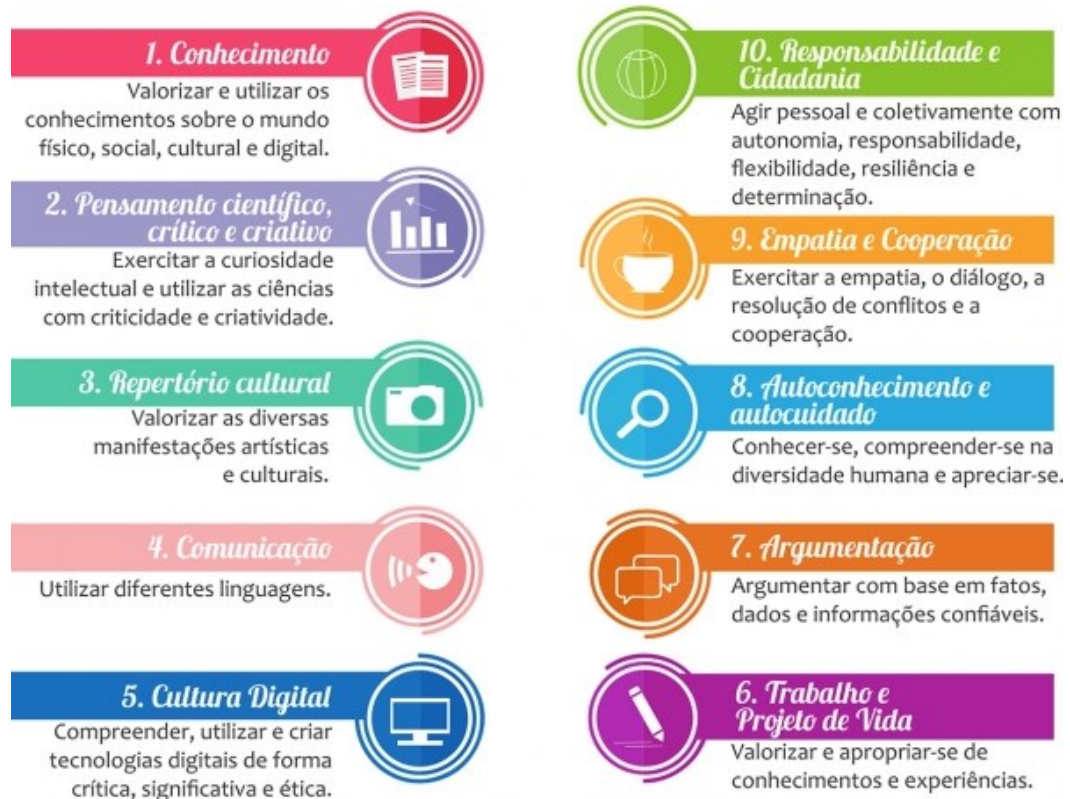 1. Conhecimento
Valorizar e utilizar os
conhecimentos sobre o mundo
físico, social, cultural e digital.
2. Pensamento científico,
crítico e criativo
Exercitar a curiosidade
intelectual e utilizar as ciências
com criticidade e criatividade.
3. Repertório cultural
Valorizar as diversas
manifestações artísticas
e culturais.
4. Comunicação
Utilizar diferentes linguagens.
5. Cultura Digital
Compreender, utilizar e criar
tecnologias digitais de forma
crítica, significativa e ética.
10. Responsabilidade e
Cidadania
Agir pessoal e coletivamente com
autonomia, responsabilidade,
flexibilidade, resiliência e
determinação.
9. Empatia e Cooperação
Exercitar a empatia, o diálogo, a
resolução de conflitos e a
cooperação.
8. Autoconhecimento e
autocuidado
Conhecer-se, compreender-se na
diversidade humana e apreciar-se.
7. Argumentação
Argumentar com base em fatos,
dados e informações confiáveis.
6. Trabalho e
Projeto de Vida
Valorizar e apropriar-se de
conhecimentos e experiências.